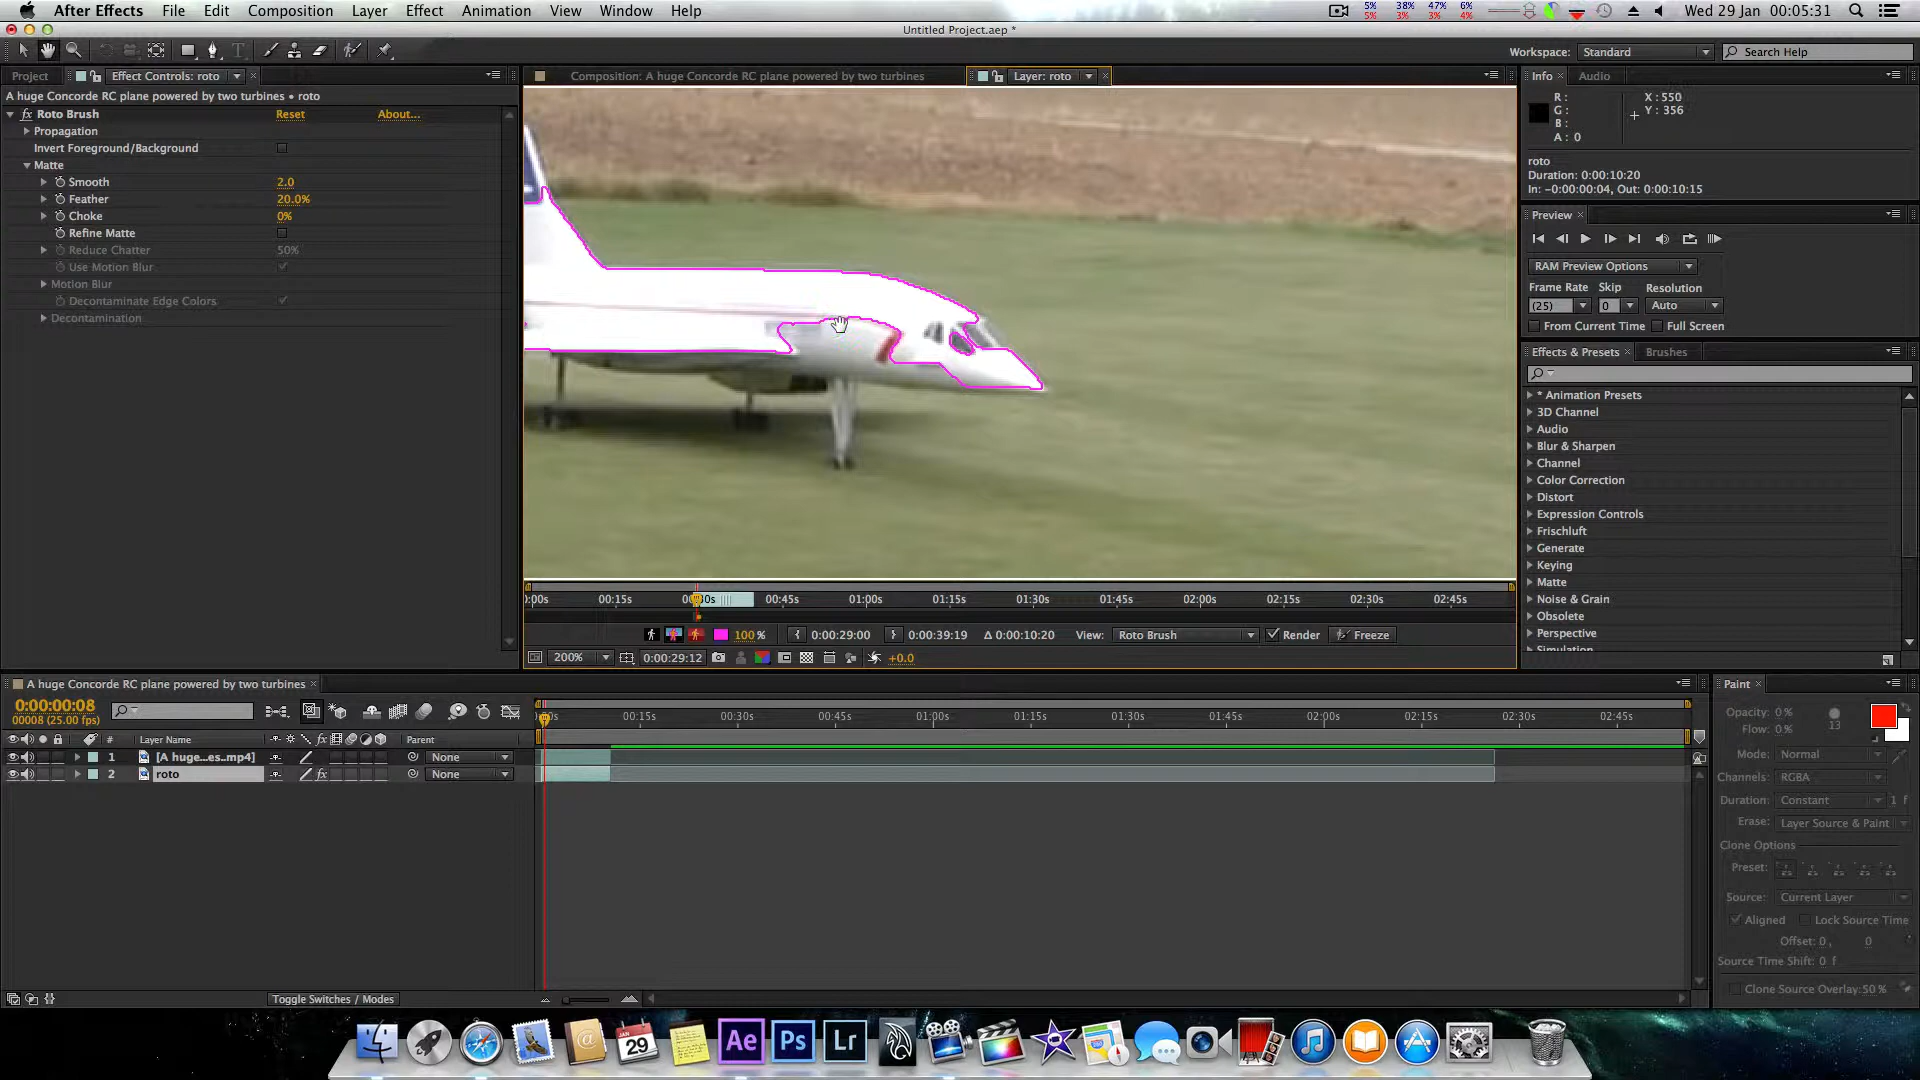 After Effects File Edit Composition Layer Effect Animation View Window Help
5% 38% 47% 6%
5% 3% 3% 4%
Wed 29 Jan 00:05:31
Untitled Project.aep *
Workspace: Standard Search Help
Project Effect Controls: roto
Composition: A huge Concorde RC plane powered by two turbines Layer: roto
Info Audio
A huge Concorde RC plane powered by two turbines • roto
Roto Brush Reset About...
Propagation
Invert Foreground/Background
Matte
Smooth 2.0
Feather 20.0%
Choke 0%
Refine Matte
Reduce Chatter 50%
Use Motion Blur
Motion Blur
Decontaminate Edge Colors
Decontamination
R: X: 550
G: Y: 356
B:
A: 0
roto
Duration: 0:00:10:20
In: -0:00:00:04, Out: 0:00:10:15
Preview
RAM Preview Options
Frame Rate Skip Resolution
(25) 0 Auto
From Current Time Full Screen
Effects & Presets Brushes
* Animation Presets
3D Channel
Audio
Blur & Sharpen
Channel
Color Correction
Distort
Expression Controls
Frischluft
Generate
Keying
Matte
Noise & Grain
Obsolete
Perspective
Simulation
:00s 00:15s 00:30s 00:45s 01:00s 01:15s 01:30s 01:45s 02:00s 02:15s 02:30s 02:45s
100 % 0:00:29:00 0:00:39:19 Δ 0:00:10:20 View: Roto Brush Render Freeze
200% 0:00:29:12 +0.0
A huge Concorde RC plane powered by two turbines
0:00:00:08
00008 (25.00 fps)
00:15s 00:30s 00:45s 01:00s 01:15s 01:30s 01:45s 02:00s 02:15s 02:30s 02:45s
# Layer Name Parent
1 [A huge...es..mp4] None
2 roto None
Toggle Switches / Modes
Paint
Opacity: 0 %
Flow: 0 %
13
Mode: Normal
Channels: RGBA
Duration: Constant 1 f
Erase: Layer Source & Paint
Clone Options
Preset:
Source: Current Layer
Aligned Lock Source Time
Offset: 0, 0
Source Time Shift: 0 f
Clone Source Overlay: 50 %
JAN
29
Ae Ps Lr